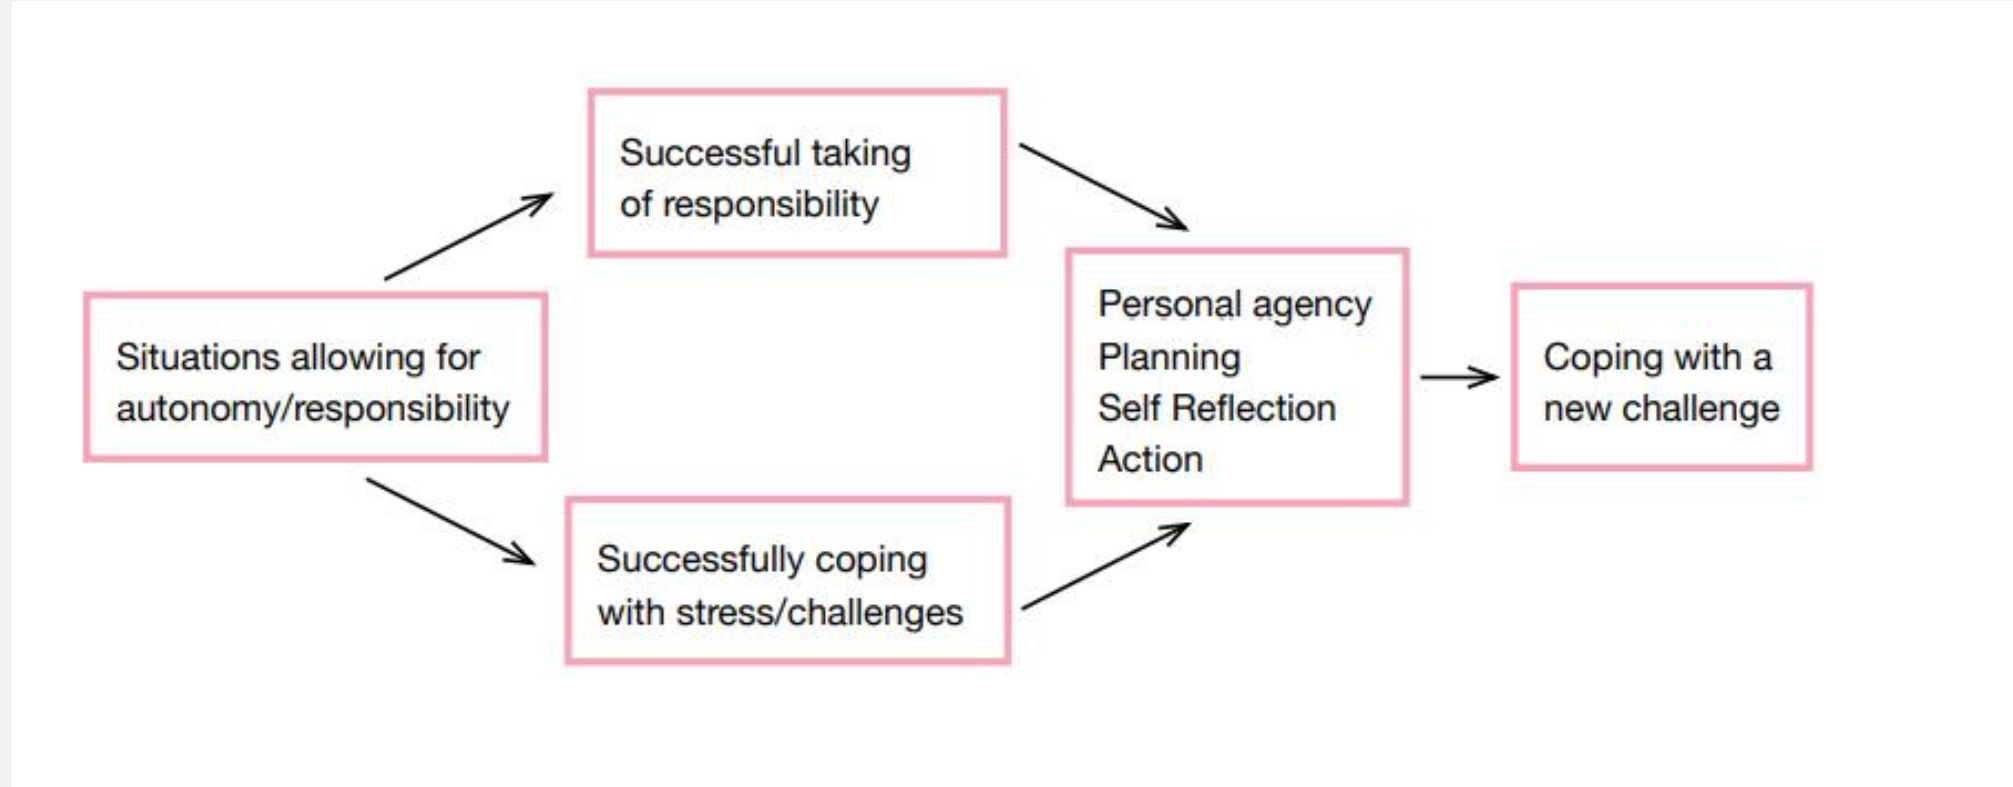 Successful taking
of responsibility
Situations allowing for
autonomy/responsibility
Personal agency
Planning
Self Reflection
Action
Coping with a
new challenge
Successfully coping
with stress/challenges